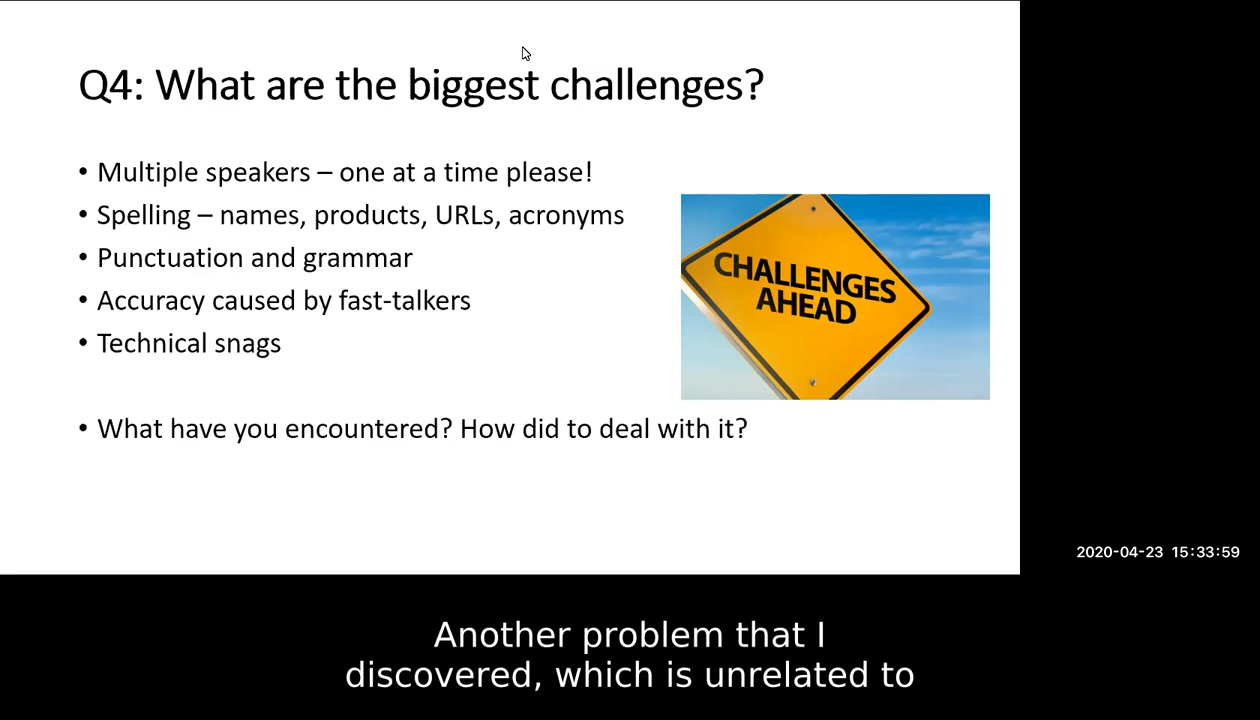 Q4: What are the biggest challenges?
• Multiple speakers – one at a time please!
• Spelling – names, products, URLs, acronyms
• Punctuation and grammar
• Accuracy caused by fast-talkers
• Technical snags
• What have you encountered? How did to deal with it?
CHALLENGES
AHEAD
2020-04-23 15:33:59
Another problem that I
discovered, which is unrelated to